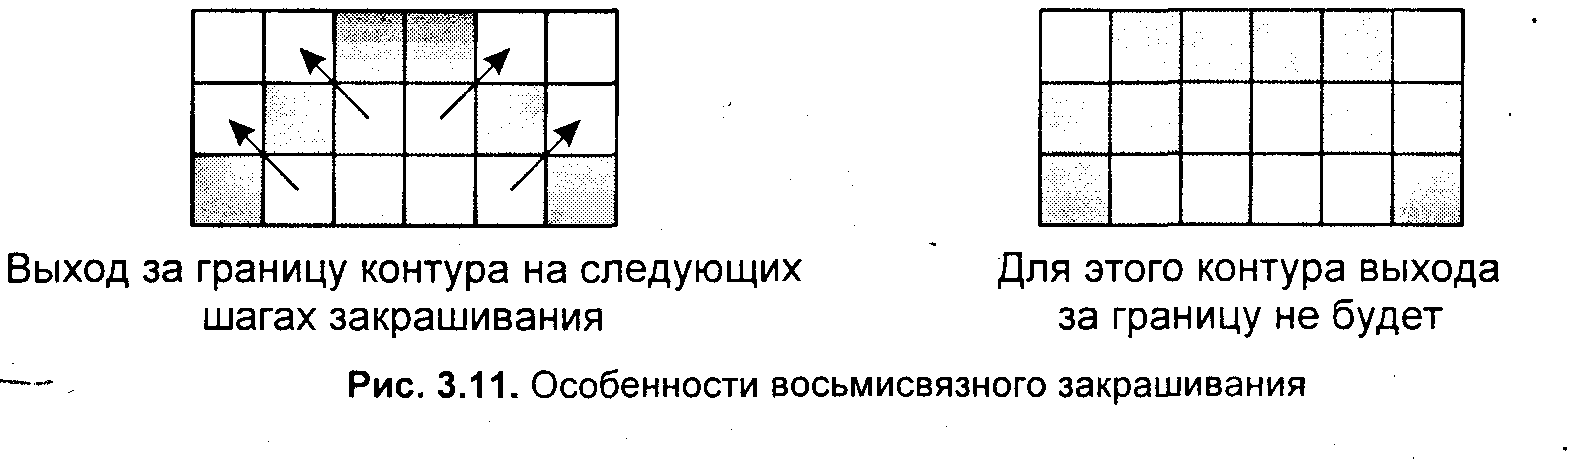 Выход за границу контура на следующих
шагах закрашивания
Для этого контура выхода
за границу не будет
Рис. 3.11. Особенности восьмисвязного закрашивания